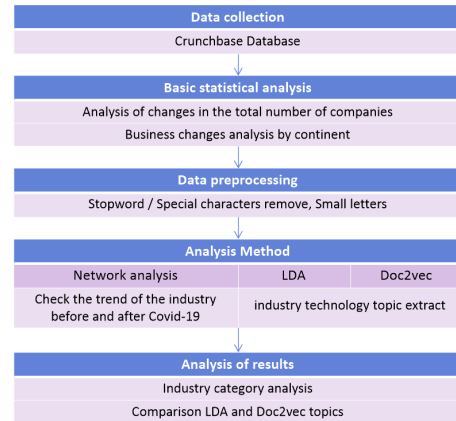 Data collection
Crunchbase Database
Basic statistical analysis
Analysis of changes in the total number of companies
Business changes analysis by continent
Data preprocessing
Stopword / Special characters remove, Small letters
Analysis Method
Network analysis LDA Doc2vec
Check the trend of the industry
before and after Covid-19
industry technology topic extract
Analysis of results
Industry category analysis
Comparison LDA and Doc2vec topics